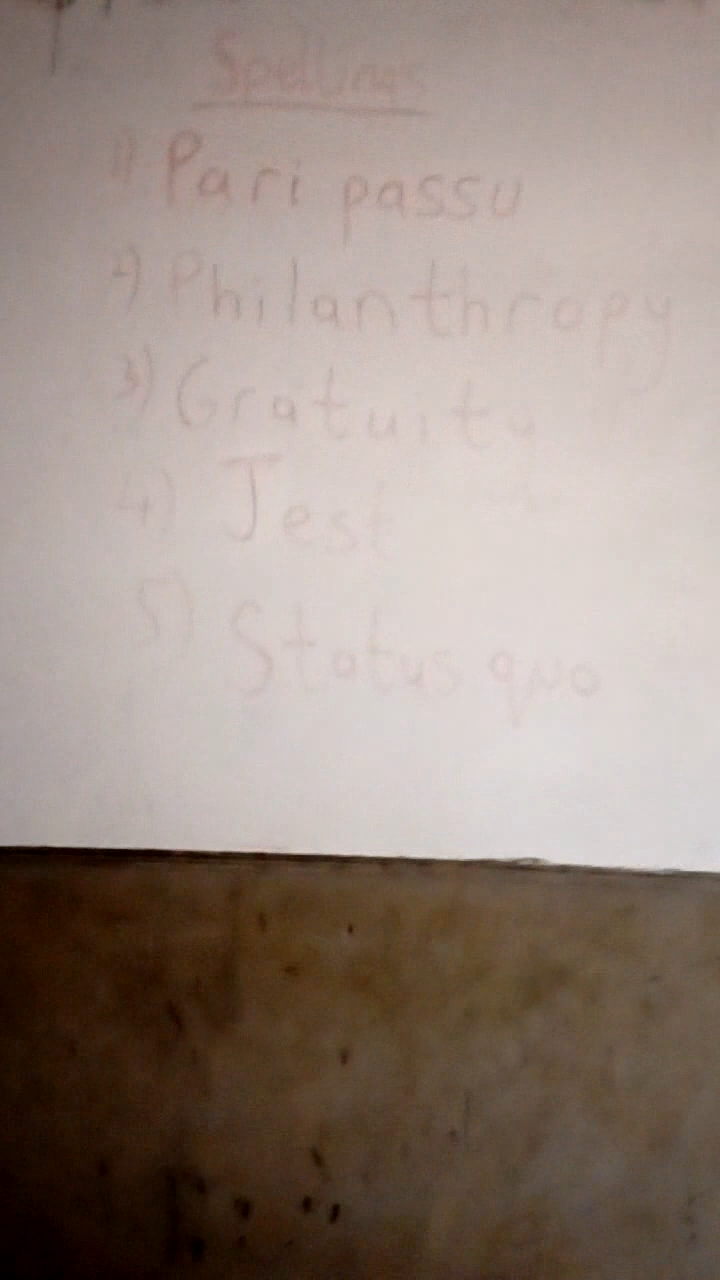 Spellings
1) Pari passu
2) Philanthropy
3) Gratuity
4) Jest
5) Status quo